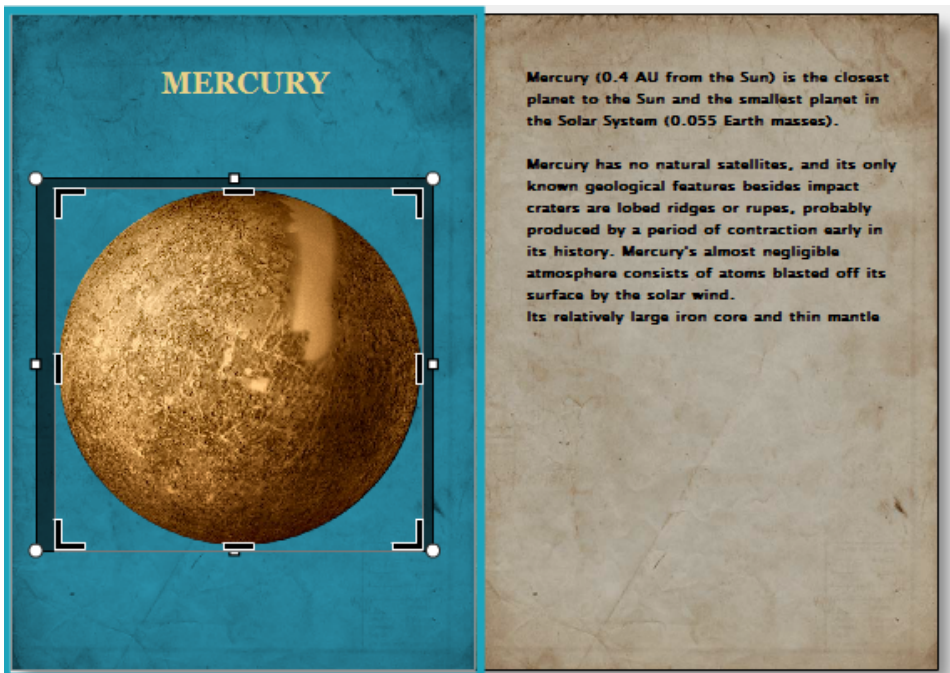 MERCURY
Mercury (0.4 AU from the Sun) is the closest
planet to the Sun and the smallest planet in
the Solar System (0.055 Earth masses).
Mercury has no natural satellites, and its only
known geological features besides impact
craters are lobed ridges or rupes, probably
produced by a period of contraction early in
its history. Mercury's almost negligible
atmosphere consists of atoms blasted off its
surface by the solar wind.
Its relatively large iron core and thin mantle